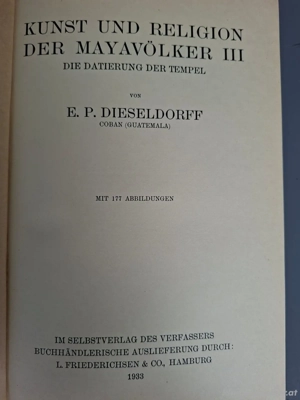 KUNST UND RELIGION
DER MAYAVÖLKER III
DIE DATIERUNG DER TEMPEL
VON
E. P. DIESELDORFF
COBAN (GUATEMALA)
MIT 177 ABBILDUNGEN
IM SELBSTVERLAG DES VERFASSERS
BUCHHÄNDLERISCHE AUSLIEFERUNG DURCH:
L. FRIEDERICHSEN & CO., HAMBURG
1933